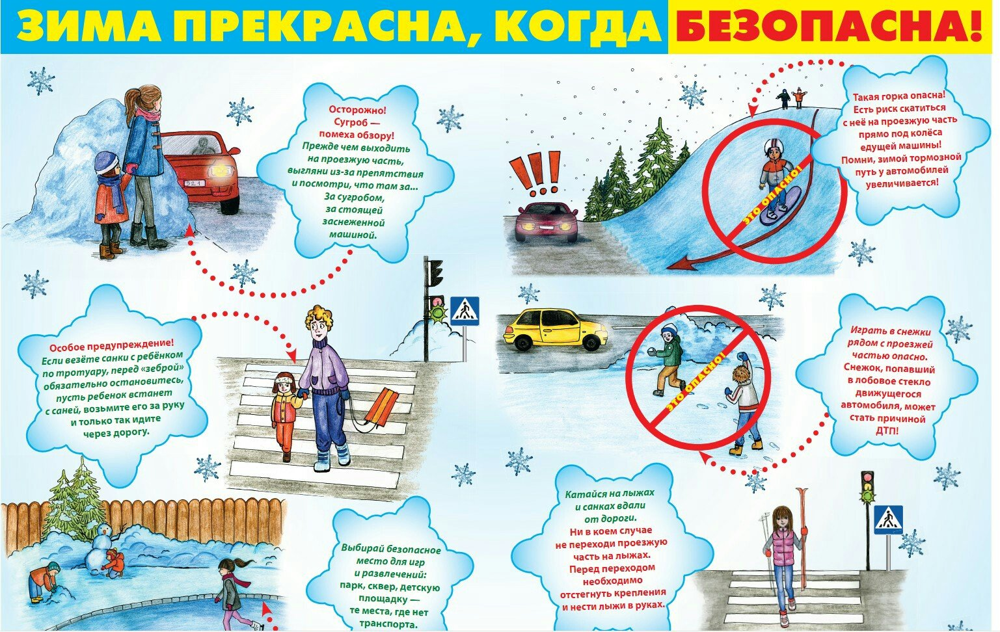 ЗИМА ПРЕКРАСНА, КОГДА БЕЗОПАСНА!
Осторожно!
Сугроб —
помеха обзору!
Прежде чем выходить
на проезжую часть,
выгляни из-за препятствия
и посмотри, что там за...
За сугробом,
за стоящей
заснеженной
машиной.
521
Такая горка опасна!
Есть риск скатиться
с неё на проезжую часть
прямо под колёса
едущей машины!
Помни, зимой тормозной
путь у автомобилей
увеличивается!
!!!
ЭТО ОПАСНО!
Особое предупреждение!
Если везёте санки с ребёнком
по тротуару, перед «зеброй»
обязательно остановитесь,
пусть ребенок встанет
с саней, возьмите его за руку
и только так идите
через дорогу.
Играть в снежки
рядом с проезжей
частью опасно.
Снежок, попавший
в лобовое стекло
движущегося
автомобиля, может
стать причиной
ДТП!
ЭТО ОПАСНО!
Выбирай безопасное
место для игр
и развлечений:
парк, сквер, детскую
площадку —
те места, где нет
транспорта.
Катайся на лыжах
и санках вдали
от дороги.
Ни в коем случае
не переходи проезжую
часть на лыжах.
Перед переходом
необходимо
отстегнуть крепления
и нести лыжи в руках.